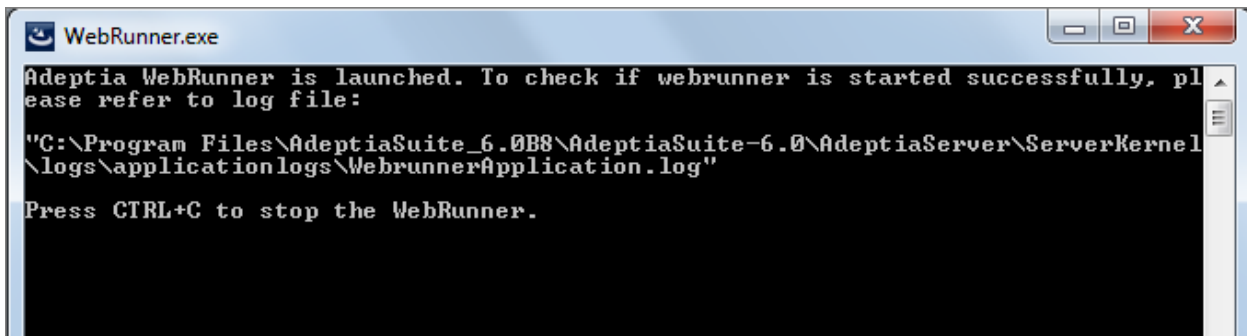 WebRunner.exe
Adeptia WebRunner is launched. To check if webrunner is started successfully, pl
ease refer to log file:
"C:\Program Files\AdeptiaSuite_6.0B8\AdeptiaSuite-6.0\AdeptiaServer\ServerKernel
\logs\applicationlogs\WebrunnerApplication.log"
Press CTRL+C to stop the WebRunner.